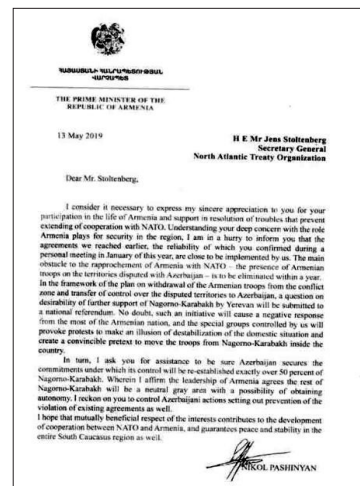 ՀԱՅԱՍՏԱՆԻ ՀԱՆՐԱՊԵՏՈՒԹՅԱՆ
ՎԱՐՉԱՊԵՏ
THE PRIME MINISTER OF THE
REPUBLIC OF ARMENIA
13 May 2019
H E Mr Jens Stoltenberg
Secretary General
North Atlantic Treaty Organization
Dear Mr. Stoltenberg,
I consider it necessary to express my sincere appreciation to you for your
participation in the life of Armenia and support in resolution of troubles that prevent
extending of cooperation with NATO. Understanding your deep concern with the role
Armenia plays for security in the region, I am in a hurry to inform you that the
agreements we reached earlier, the reliability of which you confirmed during a
personal meeting in January of this year, are close to be implemented by us. The main
obstacle to the rapprochement of Armenia with NATO – the presence of Armenian
troops on the territories disputed with Azerbaijan – is to be eliminated within a year.
In the framework of the plan on withdrawal of the Armenian troops from the conflict
zone and transfer of control over the disputed territories to Azerbaijan, a question on
desirability of further support of Nagorno-Karabakh by Yerevan will be submitted to
a national referendum. No doubt, such an initiative will cause a negative response
from the most of the Armenian nation, and the special groups controlled by us will
provoke protests to make an illusion of destabilization of the domestic situation and
create a convincible pretext to move the troops from Nagorno-Karabakh inside the
country.
In turn, I ask you for assistance to be sure Azerbaijan secures the
commitments under which its control will be re-established exactly over 50 percent of
Nagorno-Karabakh. Wherein I affirm the leadership of Armenia agrees the rest of
Nagorno-Karabakh will be a neutral gray area with a possibility of obtaining
autonomy. I reckon on you to control Azerbaijani actions setting out prevention of the
violation of existing agreements as well.
I hope that mutually beneficial respect of the interests contributes to the development
of cooperation between NATO and Armenia, and guarantees peace and stability in the
entire South Caucasus region as well.
NIKOL PASHINYAN